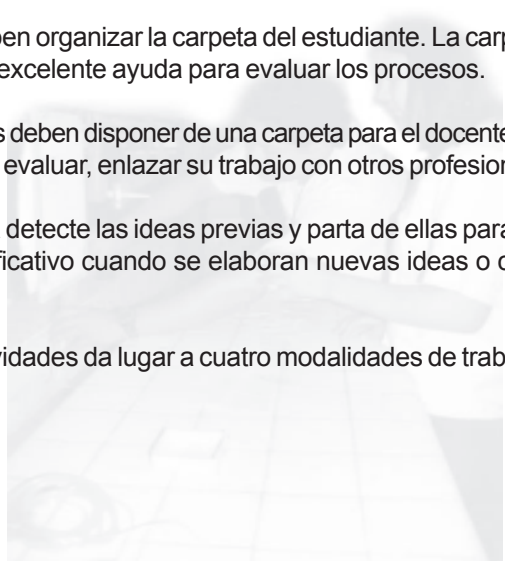 en organizar la carpeta del estudiante. La carp
excelente ayuda para evaluar los procesos.
s deben disponer de una carpeta para el docente
evaluar, enlazar su trabajo con otros profesion
detecte las ideas previas y parta de ellas para
ficativo cuando se elaboran nuevas ideas o c
vidades da lugar a cuatro modalidades de trab